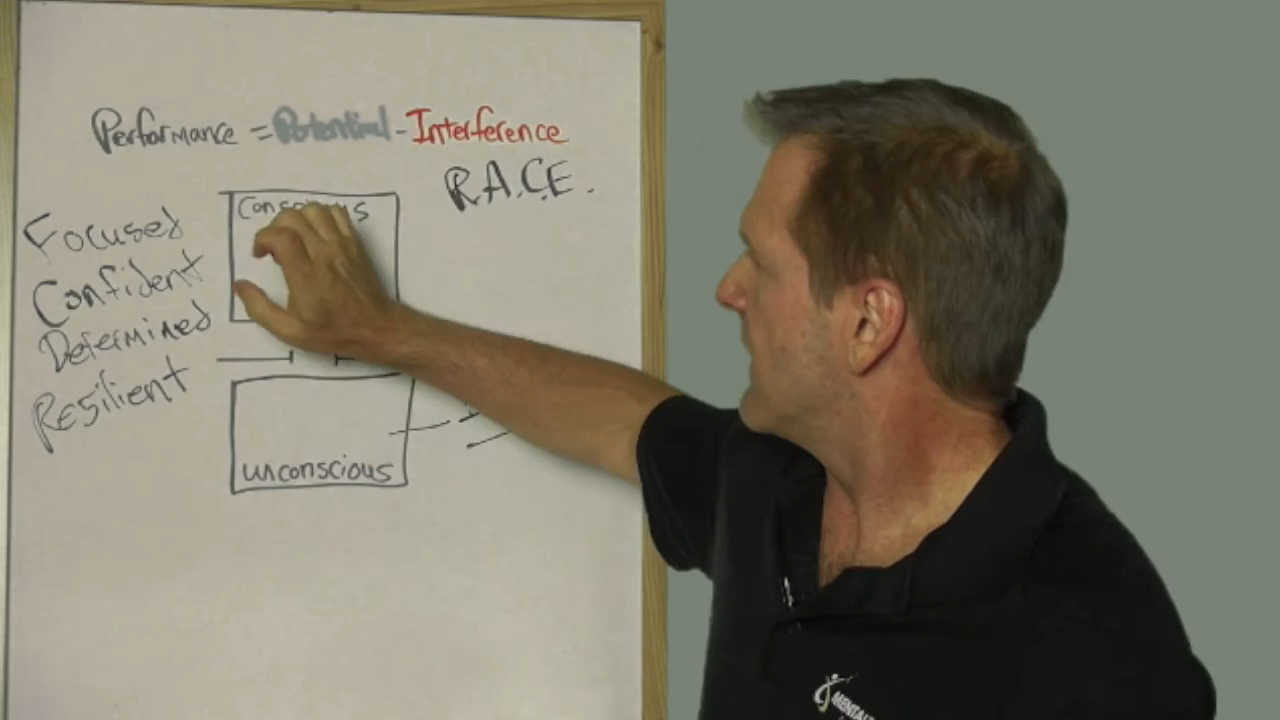 Performance = Potential - Interference
R.A.C.E.
Focused
Confident
Determined
Resilient
Conscious
unconscious